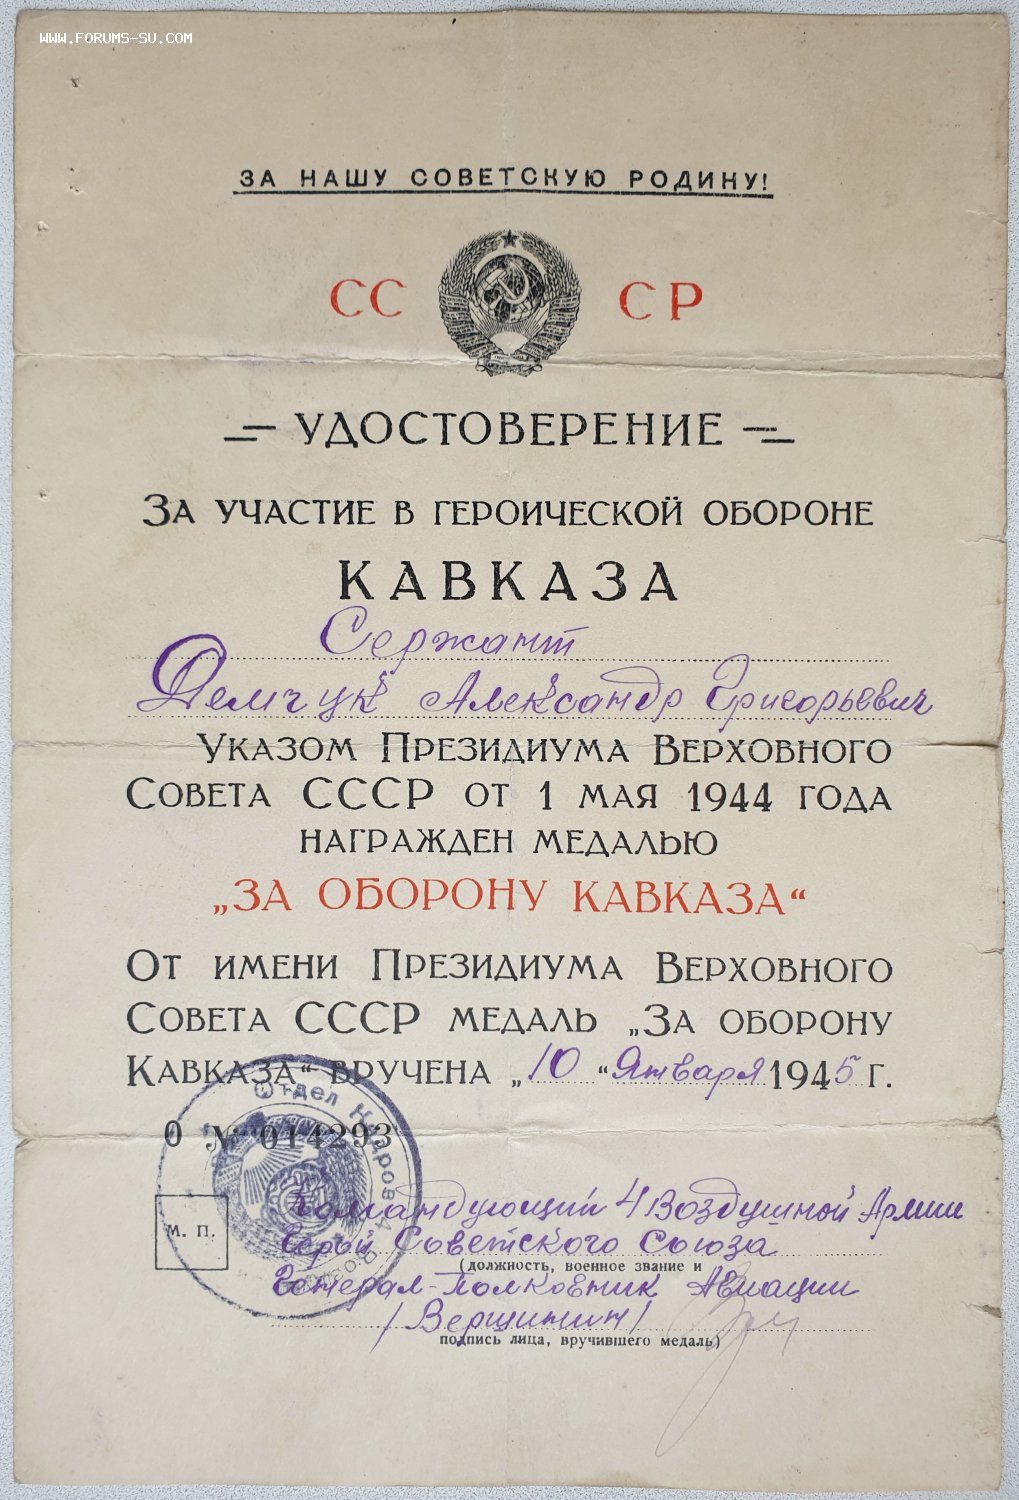 WWW.FORUMS-SU.COM
ЗА НАШУ СОВЕТСКУЮ РОДИНУ!
СС СР
УДОСТОВЕРЕНИЕ
ЗА УЧАСТИЕ В ГЕРОИЧЕСКОЙ ОБОРОНЕ
КАВКАЗА
Сержант
Демчук Александр Григорьевич
УКАЗОМ ПРЕЗИДИУМА ВЕРХОВНОГО
СОВЕТА СССР ОТ 1 МАЯ 1944 ГОДА
НАГРАЖДЕН МЕДАЛЬЮ
„ЗА ОБОРОНУ КАВКАЗА“
ОТ ИМЕНИ ПРЕЗИДИУМА ВЕРХОВНОГО
СОВЕТА СССР МЕДАЛЬ „ЗА ОБОРОНУ
КАВКАЗА“ ВРУЧЕНА „10“ Января 1945 Г.
Отдел Кадров 4
О № 014293
Командующий 4 Воздушной Армии
М. П.
Герой Советского Союза
(должность, военное звание и
Генерал-Полковник Авиации
/Вершинин/
подпись лица, вручившего медаль)